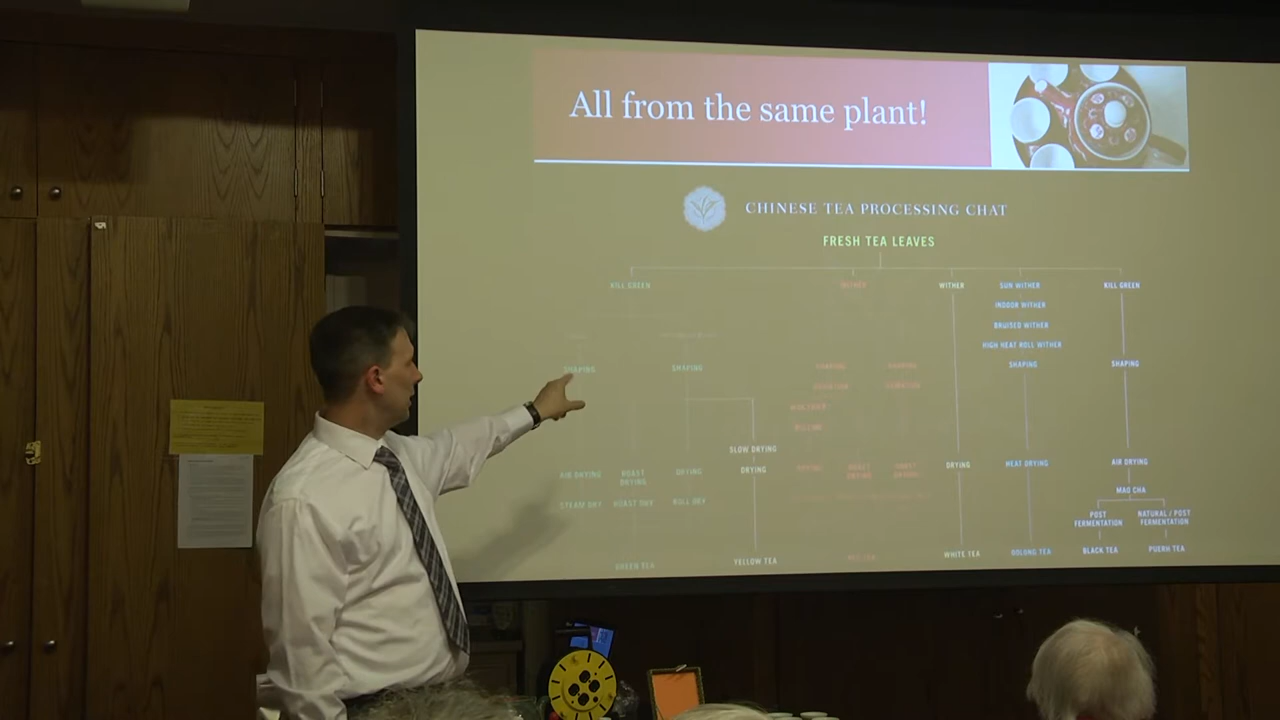 All from the same plant!
CHINESE TEA PROCESSING CHAT
FRESH TEA LEAVES
KILL GREEN
WITHER
WITHER
SUN WITHER
KILL GREEN
INDOOR WITHER
BRUISED WITHER
HIGH HEAT ROLL WITHER
SHAPING
SHAPING
SHAPING
SHAPING
SLOW DRYING
DRYING
AIR DRYING
ROAST DRYING
DRYING
DRYING
HEAT DRYING
AIR DRYING
MAO CHA
STEAM DRY
ROAST DRY
POST FERMENTATION
NATURAL / POST FERMENTATION
GREEN TEA
YELLOW TEA
RED TEA
WHITE TEA
OOLONG TEA
BLACK TEA
PUERH TEA